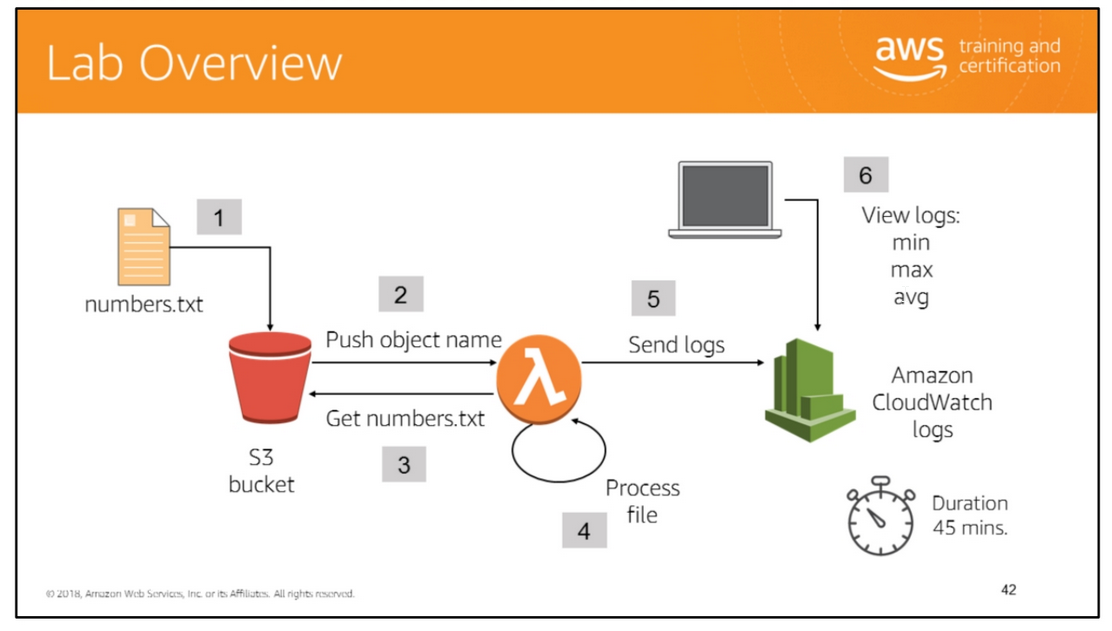 Lab Overview
aws training and
certification
1
numbers.txt
2
Push object name
Get numbers.txt
3
S3
bucket
λ
Process
file
4
5
Send logs
6
View logs:
min
max
avg
Amazon
CloudWatch
logs
Duration
45 mins.
© 2018, Amazon Web Services, Inc. or its Affiliates. All rights reserved.
42